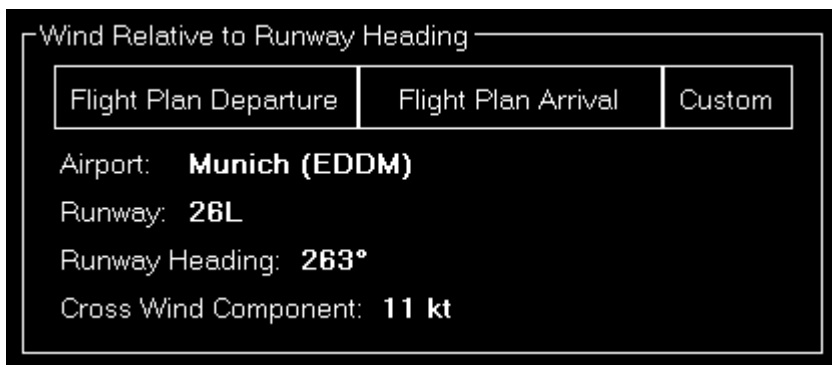 Wind Relative to Runway Heading
Flight Plan Departure Flight Plan Arrival Custom
Airport: Munich (EDDM)
Runway: 26L
Runway Heading: 263°
Cross Wind Component: 11 kt